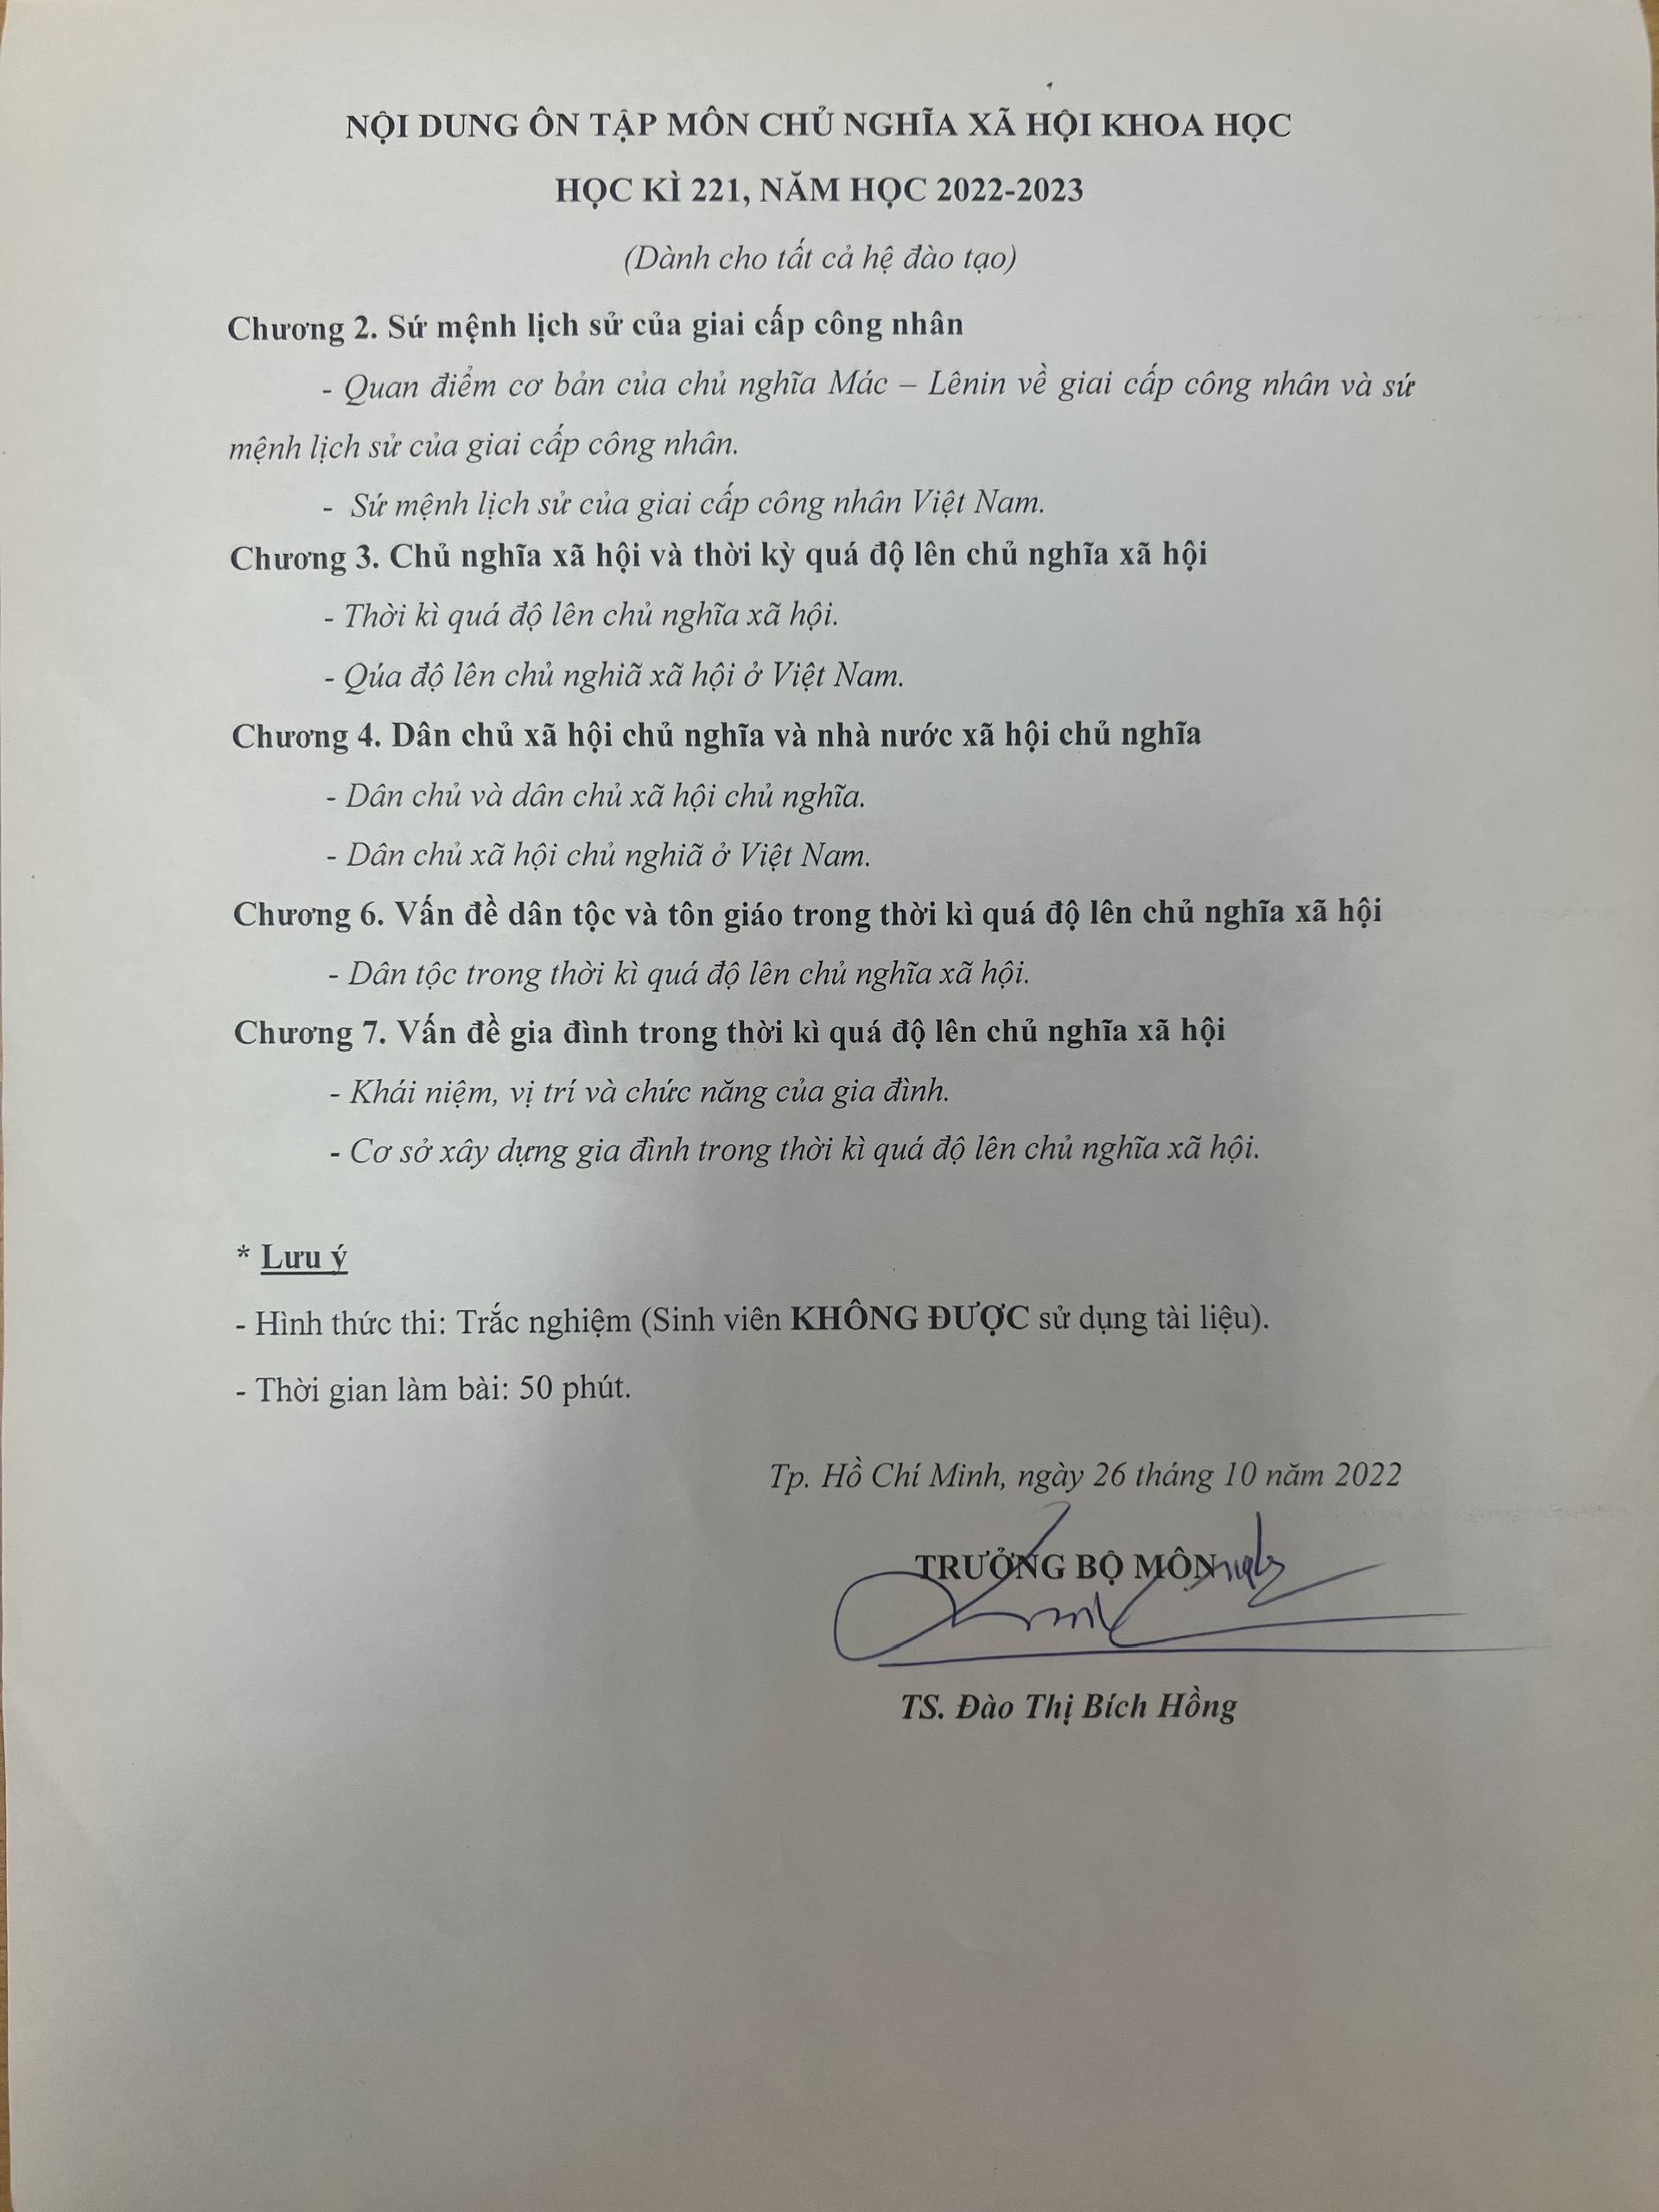 NỘI DUNG ÔN TẬP MÔN CHỦ NGHĨA XÃ HỘI KHOA HỌC
HỌC KÌ 221, NĂM HỌC 2022-2023
(Dành cho tất cả hệ đào tạo)
Chương 2. Sứ mệnh lịch sử của giai cấp công nhân
- Quan điểm cơ bản của chủ nghĩa Mác – Lênin về giai cấp công nhân và sứ
mệnh lịch sử của giai cấp công nhân.
- Sứ mệnh lịch sử của giai cấp công nhân Việt Nam.
Chương 3. Chủ nghĩa xã hội và thời kỳ quá độ lên chủ nghĩa xã hội
- Thời kì quá độ lên chủ nghĩa xã hội.
- Qúa độ lên chủ nghiã xã hội ở Việt Nam.
Chương 4. Dân chủ xã hội chủ nghĩa và nhà nước xã hội chủ nghĩa
- Dân chủ và dân chủ xã hội chủ nghĩa.
- Dân chủ xã hội chủ nghiã ở Việt Nam.
Chương 6. Vấn đề dân tộc và tôn giáo trong thời kì quá độ lên chủ nghĩa xã hội
- Dân tộc trong thời kì quá độ lên chủ nghĩa xã hội.
Chương 7. Vấn đề gia đình trong thời kì quá độ lên chủ nghĩa xã hội
- Khái niệm, vị trí và chức năng của gia đình.
- Cơ sở xây dựng gia đình trong thời kì quá độ lên chủ nghĩa xã hội.
* Lưu ý
- Hình thức thi: Trắc nghiệm (Sinh viên KHÔNG ĐƯỢC sử dụng tài liệu).
- Thời gian làm bài: 50 phút.
Tp. Hồ Chí Minh, ngày 26 tháng 10 năm 2022
TRƯỞNG BỘ MÔN
TS. Đào Thị Bích Hồng